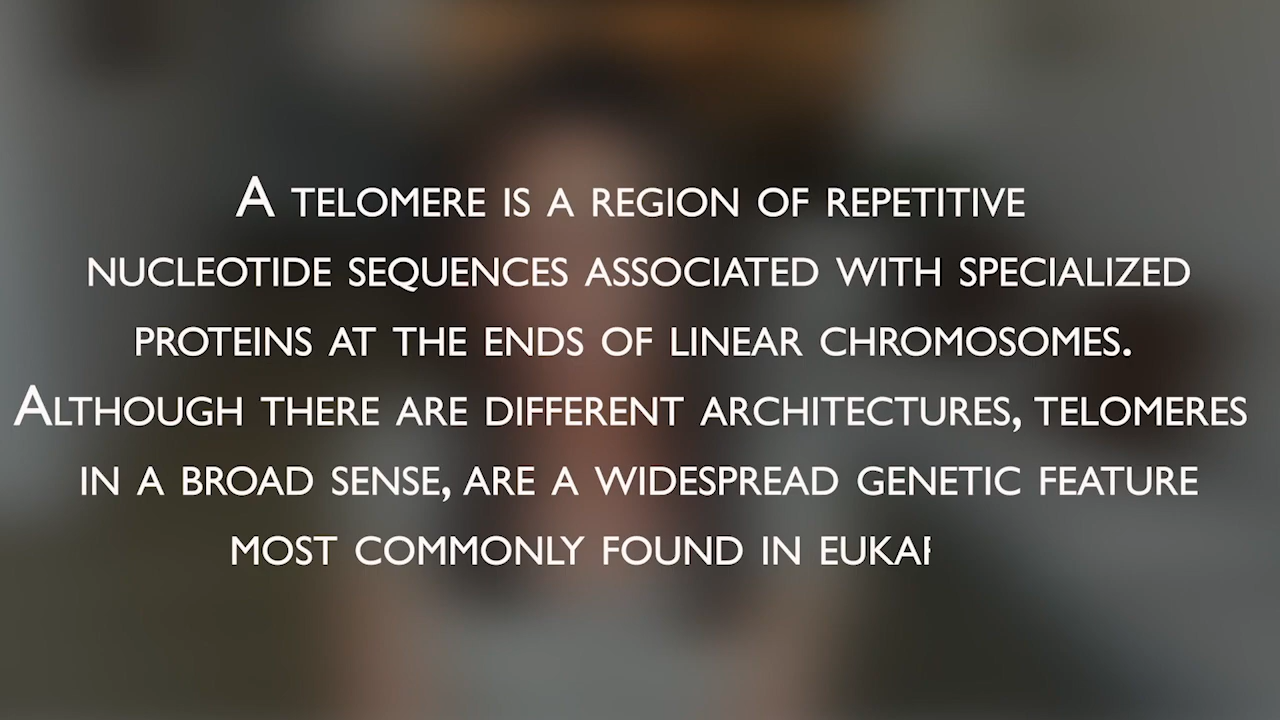 A TELOMERE IS A REGION OF REPETITIVE
NUCLEOTIDE SEQUENCES ASSOCIATED WITH SPECIALIZED
PROTEINS AT THE ENDS OF LINEAR CHROMOSOMES.
ALTHOUGH THERE ARE DIFFERENT ARCHITECTURES, TELOMERES
IN A BROAD SENSE, ARE A WIDESPREAD GENETIC FEATURE
MOST COMMONLY FOUND IN